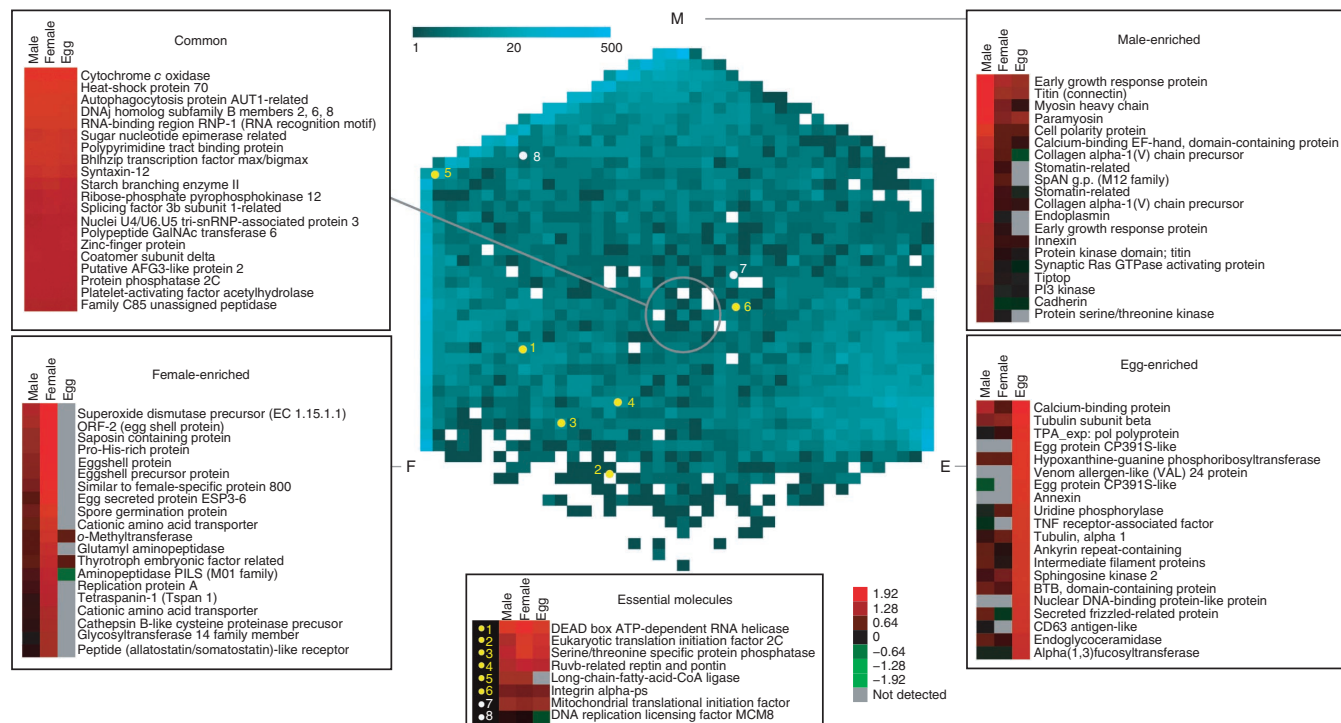 M
Common
Male
Female
Egg
Cytochrome c oxidase
Heat-shock protein 70
Autophagocytosis protein AUT1-related
DNAj homolog subfamily B members 2, 6, 8
RNA-binding region RNP-1 (RNA recognition motif)
Sugar nucleotide epimerase related
Polypyrimidine tract binding protein
Bhlhzip transcription factor max/bigmax
Syntaxin-12
Starch branching enzyme II
Ribose-phosphate pyrophosphokinase 12
Splicing factor 3b subunit 1-related
Nuclei U4/U6.U5 tri-snRNP-associated protein 3
Polypeptide GalNAc transferase 6
Zinc-finger protein
Coatomer subunit delta
Putative AFG3-like protein 2
Protein phosphatase 2C
Platelet-activating factor acetylhydrolase
Family C85 unassigned peptidase
1
20
500
8
5
7
6
1
4
3
2
F
E
Male-enriched
Male
Female
Egg
Early growth response protein
Titin (connectin)
Myosin heavy chain
Paramyosin
Cell polarity protein
Calcium-binding EF-hand, domain-containing protein
Collagen alpha-1(V) chain precursor
Stomatin-related
SpAN g.p. (M12 family)
Stomatin-related
Collagen alpha-1(V) chain precursor
Endoplasmin
Early growth response protein
Innexin
Protein kinase domain; titin
Synaptic Ras GTPase activating protein
Tiptop
PI3 kinase
Cadherin
Protein serine/threonine kinase
Female-enriched
Male
Female
Egg
Superoxide dismutase precursor (EC 1.15.1.1)
ORF-2 (egg shell protein)
Saposin containing protein
Pro-His-rich protein
Eggshell protein
Eggshell precursor protein
Similar to female-specific protein 800
Egg secreted protein ESP3-6
Spore germination protein
Cationic amino acid transporter
o-Methyltransferase
Glutamyl aminopeptidase
Thyrotroph embryonic factor related
Aminopeptidase PILS (M01 family)
Replication protein A
Tetraspanin-1 (Tspan 1)
Cationic amino acid transporter
Cathepsin B-like cysteine proteinase precusor
Glycosyltransferase 14 family member
Peptide (allatostatin/somatostatin)-like receptor
Egg-enriched
Male
Female
Egg
Calcium-binding protein
Tubulin subunit beta
TPA_exp: pol polyprotein
Egg protein CP391S-like
Hypoxanthine-guanine phosphoribosyltransferase
Venom allergen-like (VAL) 24 protein
Egg protein CP391S-like
Annexin
Uridine phosphorylase
TNF receptor-associated factor
Tubulin, alpha 1
Ankyrin repeat-containing
Intermediate filament proteins
Sphingosine kinase 2
BTB, domain-containing protein
Nuclear DNA-binding protein-like protein
Secreted frizzled-related protein
CD63 antigen-like
Endoglycoceramidase
Alpha(1,3)fucosyltransferase
Essential molecules
Male
Female
Egg
1 DEAD box ATP-dependent RNA helicase
2 Eukaryotic translation initiation factor 2C
3 Serine/threonine specific protein phosphatase
4 Ruvb-related reptin and pontin
5 Long-chain-fatty-acid-CoA ligase
6 Integrin alpha-ps
7 Mitochondrial translational initiation factor
8 DNA replication licensing factor MCM8
1.92
1.28
0.64
0
−0.64
−1.28
−1.92
Not detected